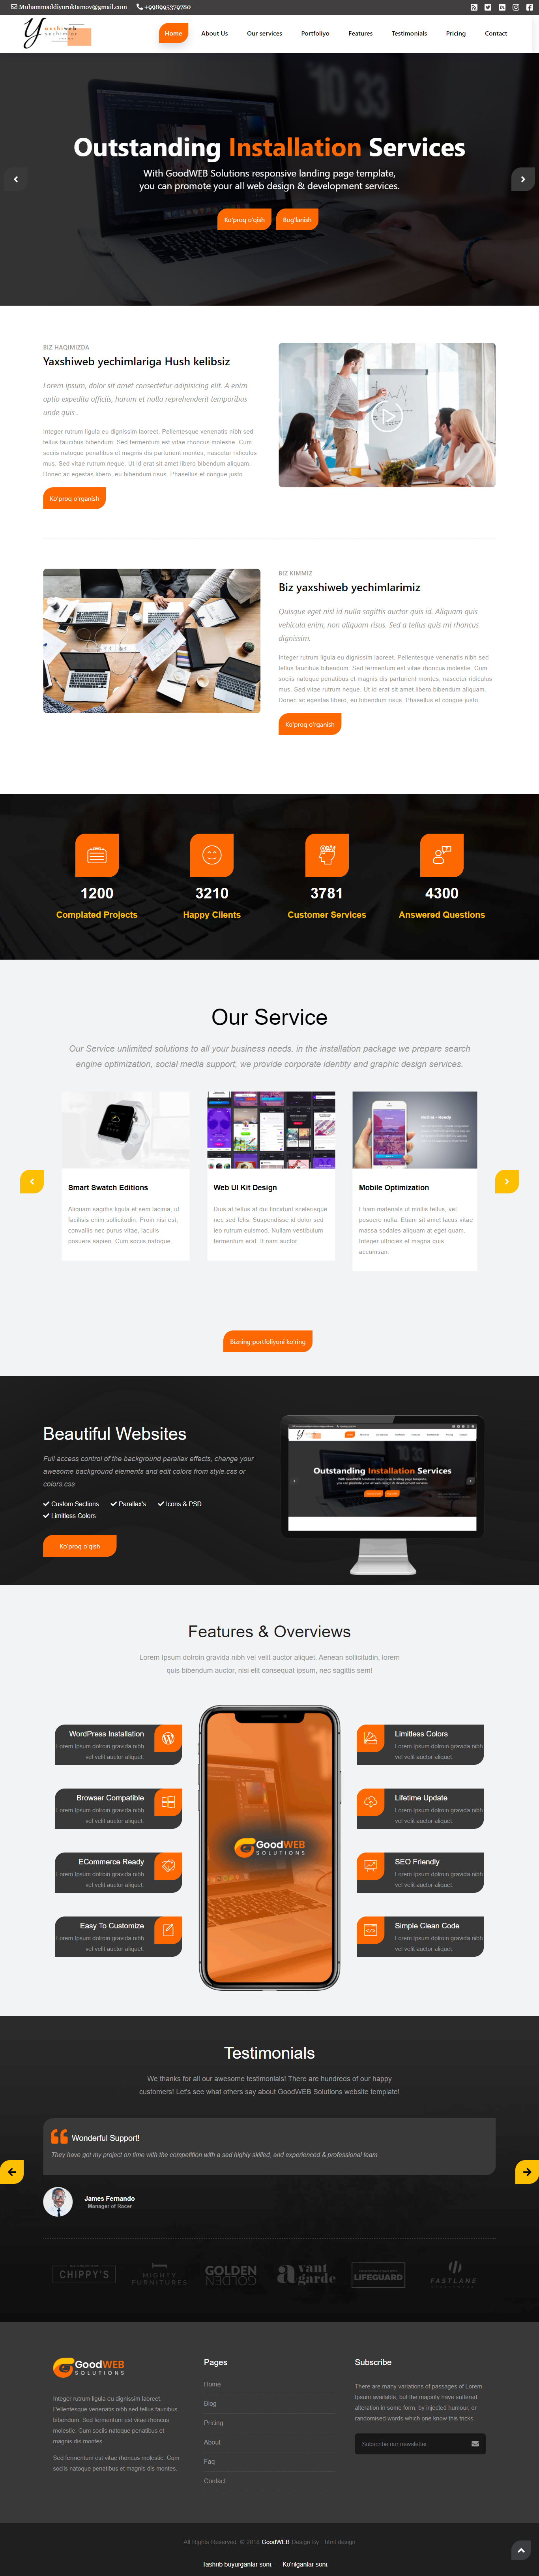 Muhammaddiyoroktamov@gmail.com +998995379780
yaxshiweb
yechimlar
Home About Us Our services Portfoliyo Features Testimonials Pricing Contact
Outstanding Installation Services
With GoodWEB Solutions responsive landing page template,
you can promote your all web design & development services.
Ko'proq o'qish Bog'lanish
BIZ HAQIMIZDA
Yaxshiweb yechimlariga Hush kelibsiz
Lorem ipsum, dolor sit amet consectetur adipisicing elit. A enim
optio expedita officiis, harum et nulla reprehenderit temporibus
unde quis .
Integer rutrum ligula eu dignissim laoreet. Pellentesque venenatis nibh sed
tellus faucibus bibendum. Sed fermentum est vitae rhoncus molestie. Cum
sociis natoque penatibus et magnis dis parturient montes, nascetur ridiculus
mus. Sed vitae rutrum neque. Ut id erat sit amet libero bibendum aliquam.
Donec ac egestas libero, eu bibendum risus. Phasellus et congue justo
Ko'proq o'rganish
BIZ KIMMIZ
Biz yaxshiweb yechimlarimiz
Quisque eget nisl id nulla sagittis auctor quis id. Aliquam quis
vehicula enim, non aliquam risus. Sed a tellus quis mi rhoncus
dignissim.
Integer rutrum ligula eu dignissim laoreet. Pellentesque venenatis nibh sed
tellus faucibus bibendum. Sed fermentum est vitae rhoncus molestie. Cum
sociis natoque penatibus et magnis dis parturient montes, nascetur ridiculus
mus. Sed vitae rutrum neque. Ut id erat sit amet libero bibendum aliquam.
Donec ac egestas libero, eu bibendum risus. Phasellus et congue justo
Ko'proq o'rganish
1200 3210 3781 4300
Complated Projects Happy Clients Customer Services Answered Questions
Our Service
Our Service unlimited solutions to all your business needs. in the installation package we prepare search
engine optimization, social media support, we provide corporate identity and graphic design services.
Retina - Ready
Smart Swatch Editions
Aliquam sagittis ligula et sem lacinia, ut
facilisis enim sollicitudin. Proin nisi est,
convallis nec purus vitae, iaculis
posuere sapien. Cum sociis natoque.
Web UI Kit Design
Duis at tellus at dui tincidunt scelerisque
nec sed felis. Suspendisse id dolor sed
leo rutrum euismod. Nullam vestibulum
fermentum erat. It nam auctor
Mobile Optimization
Etiam materials ut mollis tellus, vel
posuere nulla. Etiam sit amet lacus vitae
massa sodales aliquam at eget quam.
Integer ultricies et magna quis
accumsan.
Bizning portfoliyoni ko'ring
Beautiful Websites
Full access control of the background parallax effects, change your
awesome background elements and edit colors from style.css or
colors.css
Custom Sections Parallax's Icons & PSD
Limitless Colors
Ko'proq o'qish
Outstanding Installation Services
Features & Overviews
Lorem Ipsum dolroin gravida nibh vel velit auctor aliquet. Aenean sollicitudin, lorem
quis bibendum auctor, nisi elit consequat ipsum, nec sagittis sem!
WordPress Installation
Lorem Ipsum dolroin gravida nibh
vel velit auctor aliquet.
Browser Compatible
Lorem Ipsum dolroin gravida nibh
vel velit auctor aliquet.
ECommerce Ready
Lorem Ipsum dolroin gravida nibh
vel velit auctor aliquet.
Easy To Customize
Lorem Ipsum dolroin gravida nibh
vel velit auctor aliquet.
GoodWEB
SOLUTIONS
Limitless Colors
Lorem Ipsum dolroin gravida nibh
vel velit auctor aliquet.
Lifetime Update
Lorem Ipsum dolroin gravida nibh
vel velit auctor aliquet.
SEO Friendly
Lorem Ipsum dolroin gravida nibh
vel velit auctor aliquet.
Simple Clean Code
Lorem Ipsum dolroin gravida nibh
vel velit auctor aliquet.
Testimonials
We thanks for all our awesome testimonials! There are hundreds of our happy
customers! Let's see what others say about GoodWEB Solutions website template!
Wonderful Support!
They have got my project on time with the competition with a sed highly skilled, and experienced & professional team.
James Fernando
- Manager of Racer
CHIPPY'S
MIGHTY
FURNITURES
GOLDEN
GOLDEN
avant
garde
LIFEGUARD
FASTLANE
GoodWEB
SOLUTIONS
Integer rutrum ligula eu dignissim laoreet.
Pellentesque venenatis nibh sed tellus faucibus
bibendum. Sed fermentum est vitae rhoncus
molestie. Cum sociis natoque penatibus et
magnis dis montes.
Sed fermentum est vitae rhoncus molestie. Cum
sociis natoque penatibus et magnis dis montes.
Pages
Home
Blog
Pricing
About
Faq
Contact
Subscribe
There are many variations of passages of Lorem
Ipsum available, but the majority have suffered
alteration in some form, by injected humour, or
randomised words which one know this tricks.
Subscribe our newsletter..
All Rights Reserved. © 2018 GoodWEB Design By : html design
Tashrib buyurganlar soni: Ko'rilganlar soni: